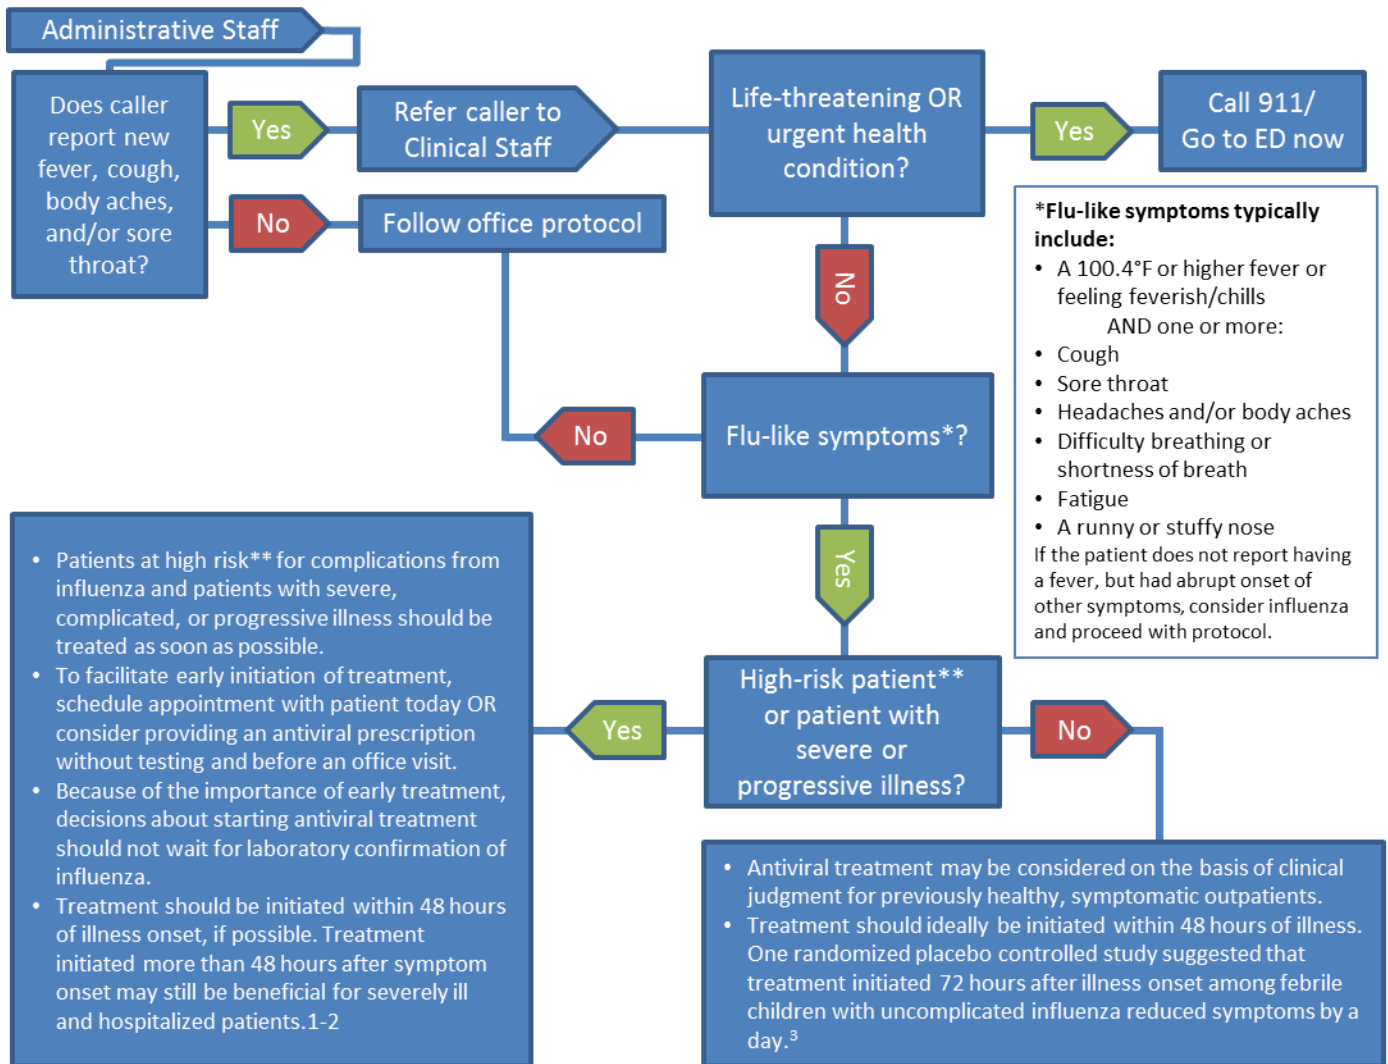 Administrative Staff
Does caller
report new
fever, cough,
body aches,
and/or sore
throat?
Yes
Refer caller to
Clinical Staff
No
Follow office protocol
Life-threatening OR
urgent health
condition?
Yes
Call 911/
Go to ED now
No
*Flu-like symptoms typically
include:
• A 100.4°F or higher fever or
feeling feverish/chills
AND one or more:
• Cough
• Sore throat
• Headaches and/or body aches
• Difficulty breathing or
shortness of breath
• Fatigue
• A runny or stuffy nose
If the patient does not report having
a fever, but had abrupt onset of
other symptoms, consider influenza
and proceed with protocol.
Flu-like symptoms*?
No
Yes
High-risk patient**
or patient with
severe or
progressive illness?
Yes
No
• Patients at high risk** for complications from
influenza and patients with severe,
complicated, or progressive illness should be
treated as soon as possible.
• To facilitate early initiation of treatment,
schedule appointment with patient today OR
consider providing an antiviral prescription
without testing and before an office visit.
• Because of the importance of early treatment,
decisions about starting antiviral treatment
should not wait for laboratory confirmation of
influenza.
• Treatment should be initiated within 48 hours
of illness onset, if possible. Treatment
initiated more than 48 hours after symptom
onset may still be beneficial for severely ill
and hospitalized patients.1-2
• Antiviral treatment may be considered on the basis of clinical
judgment for previously healthy, symptomatic outpatients.
• Treatment should ideally be initiated within 48 hours of illness.
One randomized placebo controlled study suggested that
treatment initiated 72 hours after illness onset among febrile
children with uncomplicated influenza reduced symptoms by a
day.³